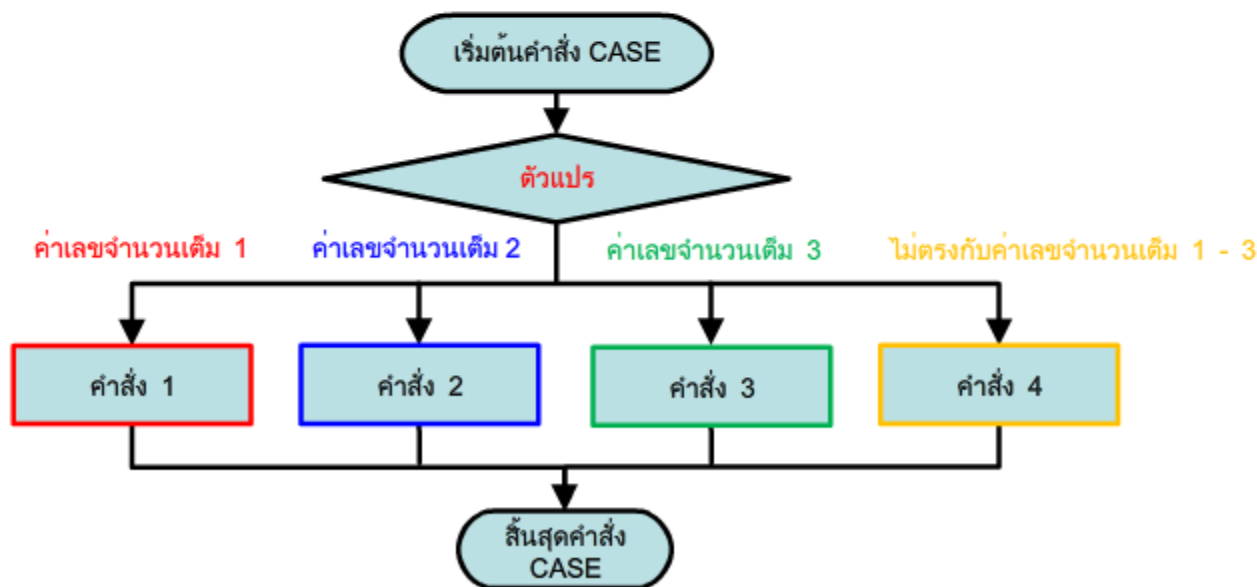 เริ่มต้นคำสั่ง CASE
ตัวแปร
ค่าเลขจำนวนเต็ม 1
ค่าเลขจำนวนเต็ม 2
ค่าเลขจำนวนเต็ม 3
ไม่ตรงกับค่าเลขจำนวนเต็ม 1 - 3
คำสั่ง 1
คำสั่ง 2
คำสั่ง 3
คำสั่ง 4
สิ้นสุดคำสั่ง
CASE